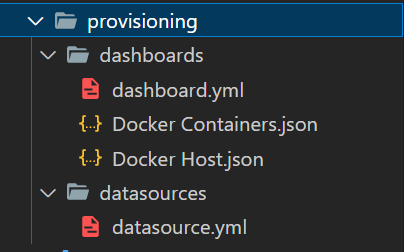 provisioning
dashboards
dashboard.yml
Docker Containers.json
Docker Host.json
datasources
datasource.yml